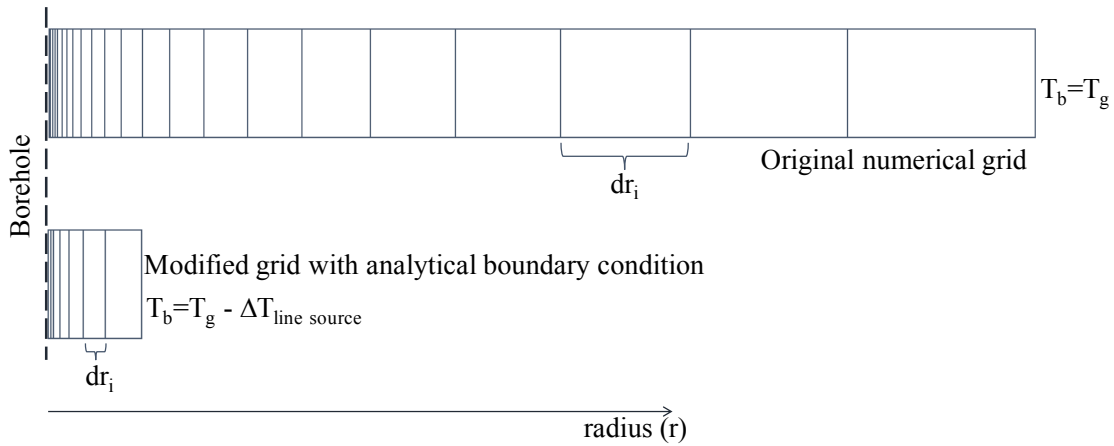 T_b=T_g
Original numerical grid
dr_i
Borehole
Modified grid with analytical boundary condition
T_b=T_g - ΔT_line source
dr_i
radius (r)